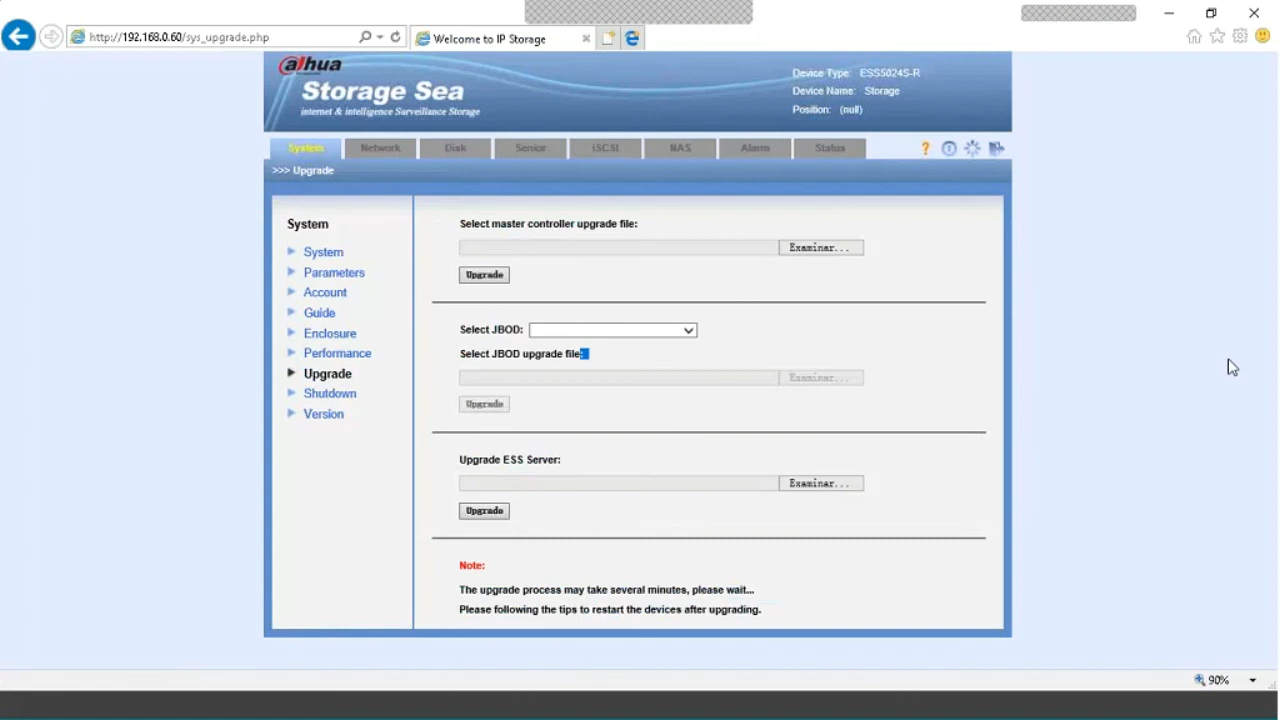 http://192.168.0.60/sys_upgrade.php
Welcome to IP Storage
alhua
Storage Sea
internet & intelligence Surveillance Storage
Device Type: ESS5024S-R
Device Name: Storage
Position: (null)
System Network Disk Senior iSCSI NAS Alarm Status
>>> Upgrade
System
System
Parameters
Account
Guide
Enclosure
Performance
Upgrade
Shutdown
Version
Select master controller upgrade file:
Examinar...
Upgrade
Select JBOD:
Select JBOD upgrade file:
Examinar...
Upgrade
Upgrade ESS Server:
Examinar...
Upgrade
Note:
The upgrade process may take several minutes, please wait...
Please following the tips to restart the devices after upgrading.
90%